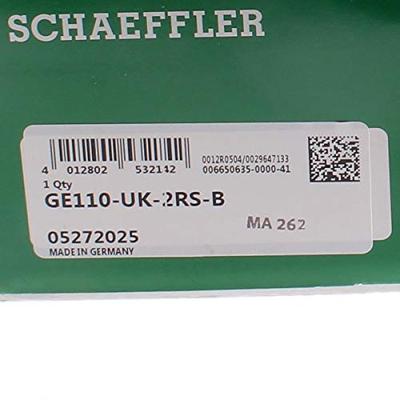 SCHAEFFLER
4 012802 532142
0012R0504/0029647133
006650635-0000-41
1 Qty
GE110-UK-2RS-B
MA 262
05272025
MADE IN GERMANY